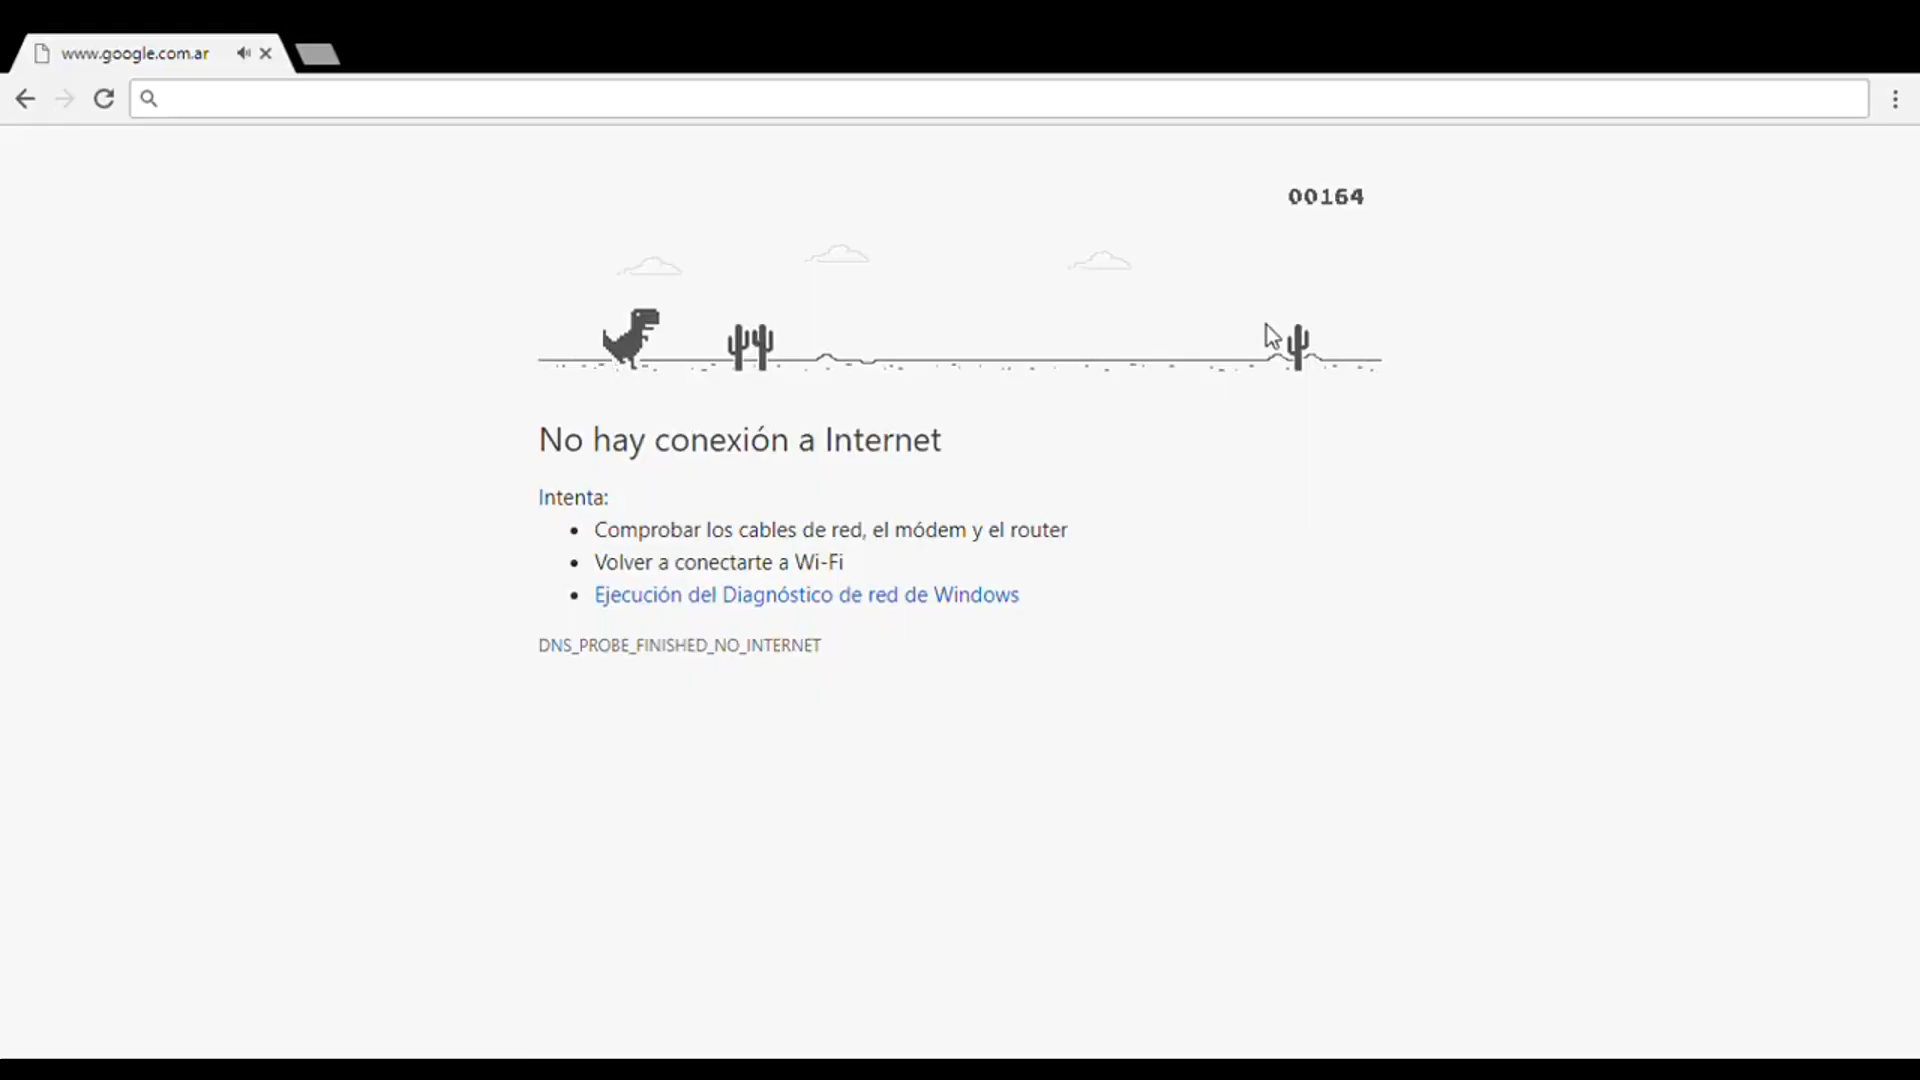 www.google.com.ar
00164
No hay conexión a Internet
Intenta:
Comprobar los cables de red, el módem y el router
Volver a conectarte a Wi-Fi
Ejecución del Diagnóstico de red de Windows
DNS_PROBE_FINISHED_NO_INTERNET